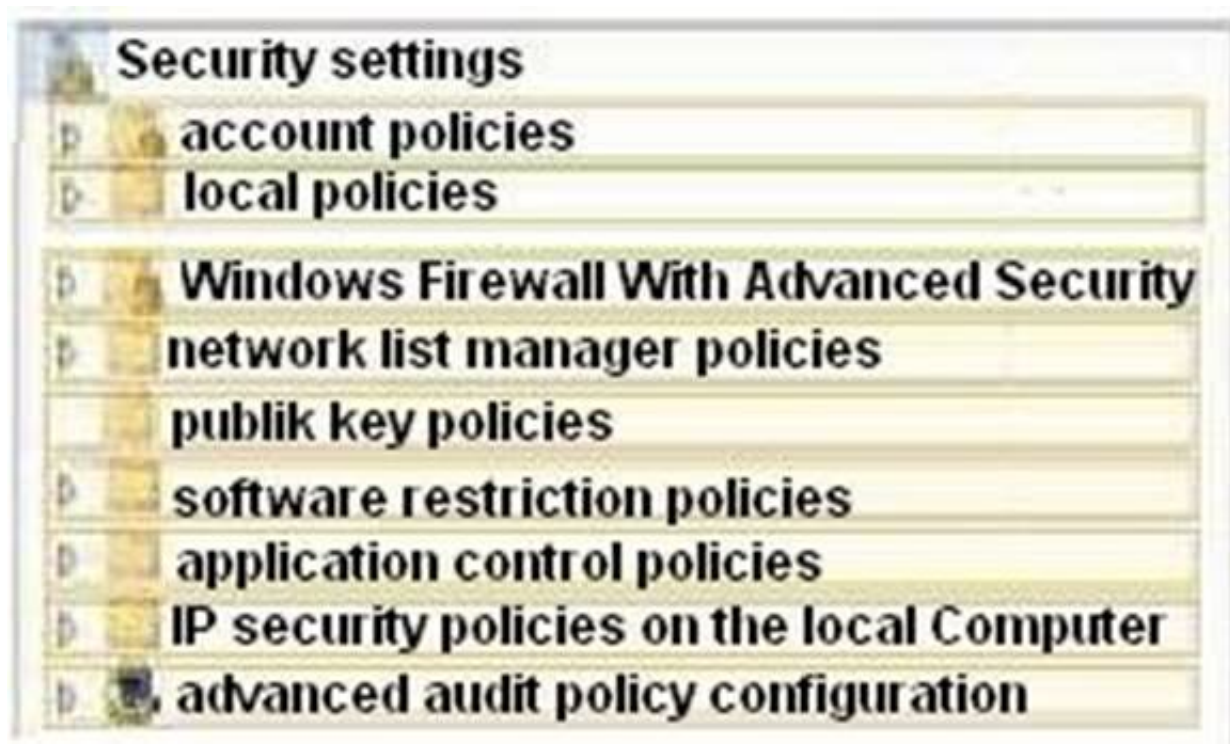 Security settings
account policies
local policies
Windows Firewall With Advanced Security
network list manager policies
publik key policies
software restriction policies
application control policies
IP security policies on the local Computer
advanced audit policy configuration